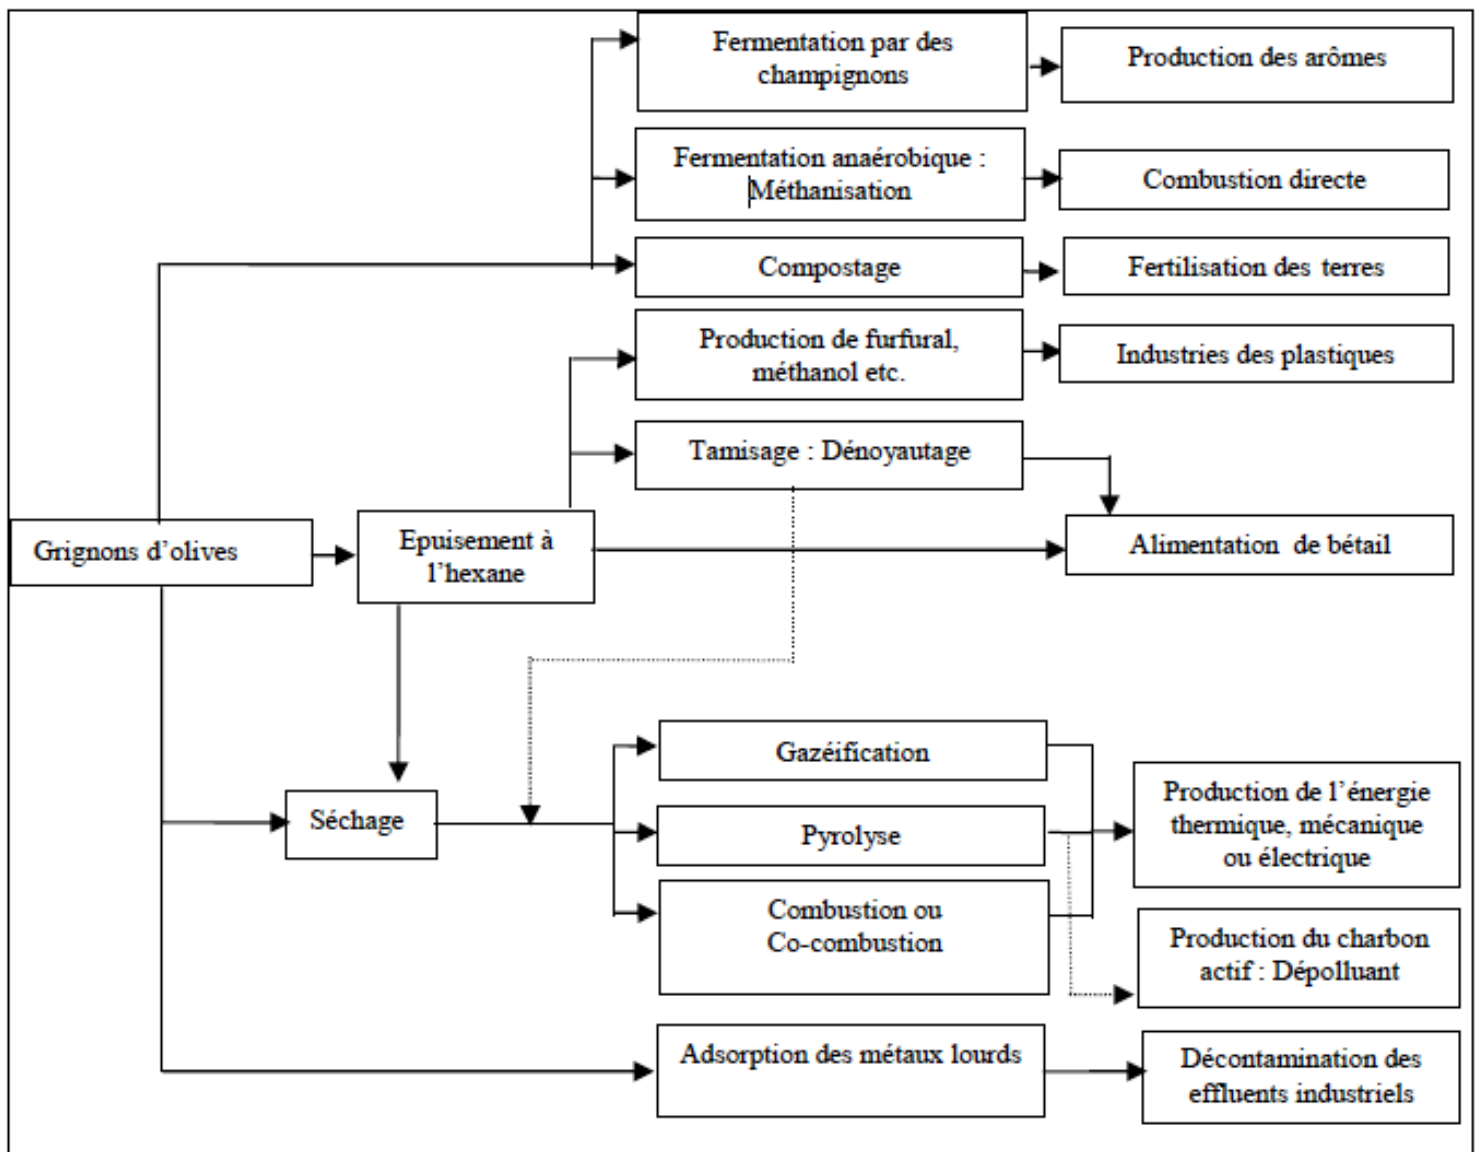 Fermentation par des
champignons
Production des arômes
Fermentation anaérobique :
Méthanisation
Combustion directe
Compostage
Fertilisation des terres
Production de furfural,
méthanol etc.
Industries des plastiques
Tamisage : Dénoyautage
Grignons d'olives
Epuisement à
l'hexane
Alimentation de bétail
Séchage
Gazéification
Pyrolyse
Combustion ou
Co-combustion
Production de l'énergie
thermique, mécanique
ou électrique
Production du charbon
actif : Dépolluant
Adsorption des métaux lourds
Décontamination des
effluents industriels